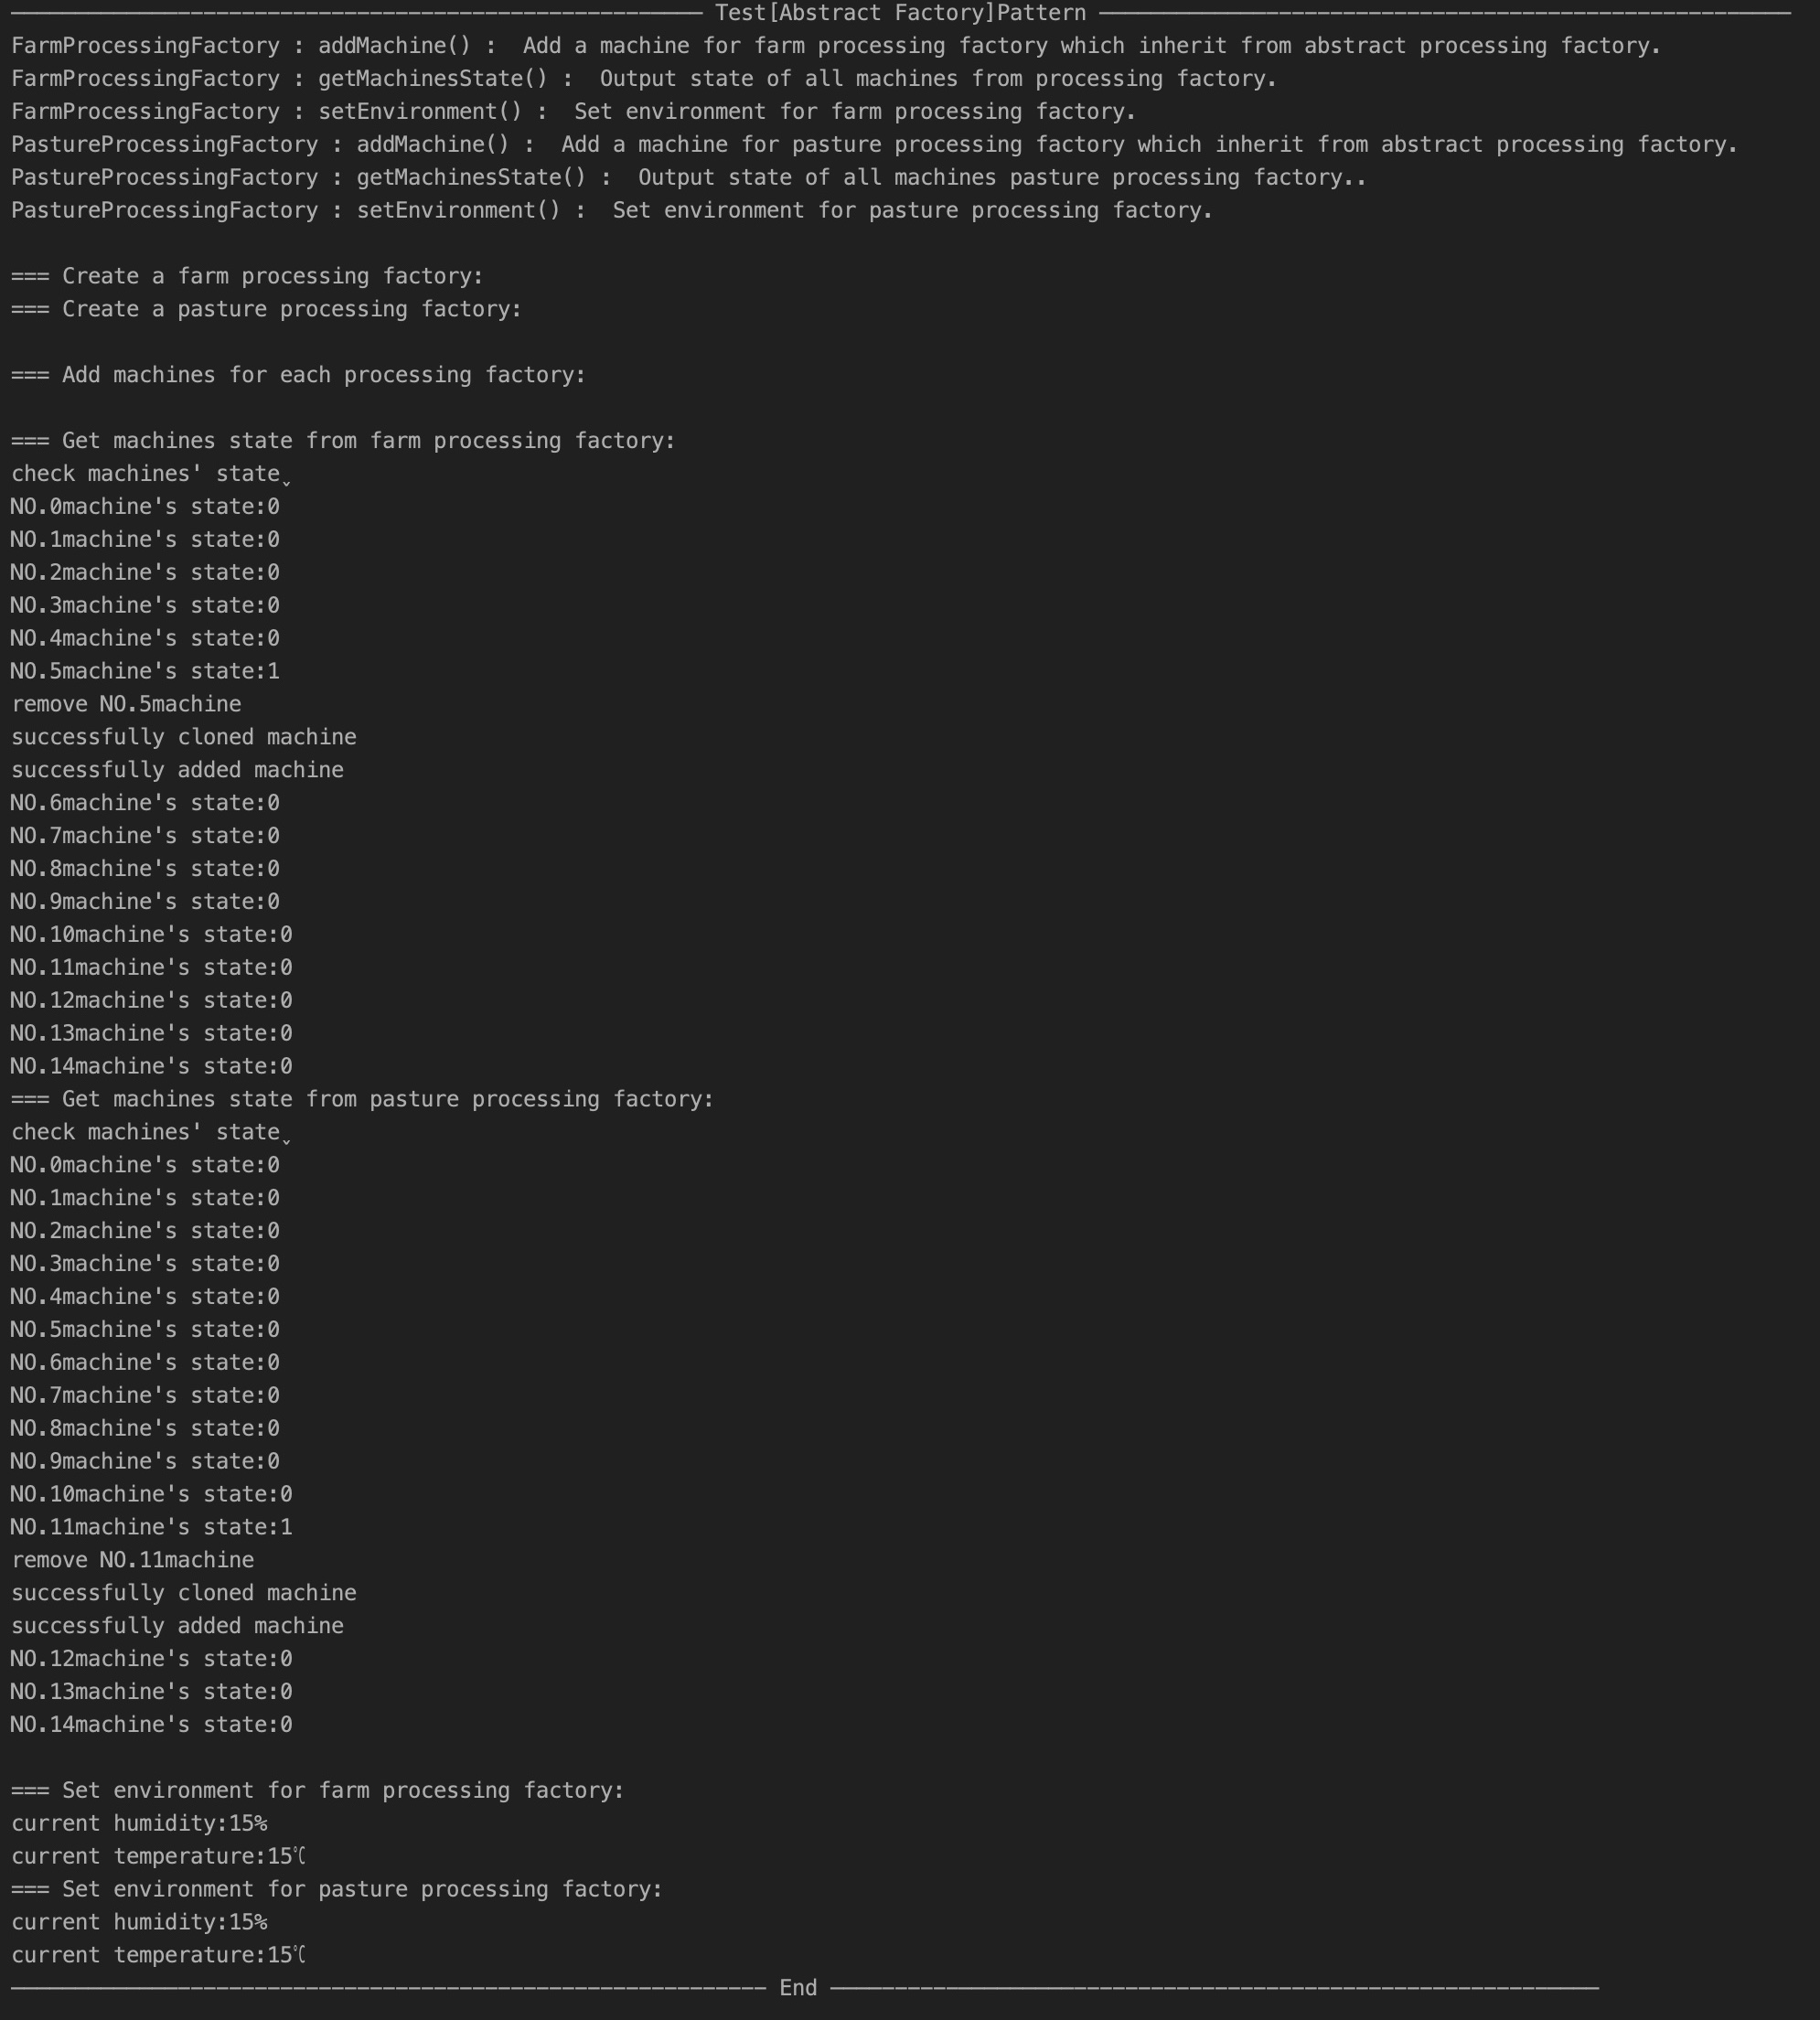 —————————————————————————————————————————————————————— Test[Abstract Factory]Pattern ——————————————————————————————————————————————————————
FarmProcessingFactory : addMachine() :  Add a machine for farm processing factory which inherit from abstract processing factory.
FarmProcessingFactory : getMachinesState() :  Output state of all machines from processing factory.
FarmProcessingFactory : setEnvironment() :  Set environment for farm processing factory.
PastureProcessingFactory : addMachine() :  Add a machine for pasture processing factory which inherit from abstract processing factory.
PastureProcessingFactory : getMachinesState() :  Output state of all machines pasture processing factory..
PastureProcessingFactory : setEnvironment() :  Set environment for pasture processing factory.

=== Create a farm processing factory:
=== Create a pasture processing factory:

=== Add machines for each processing factory:

=== Get machines state from farm processing factory:
check machines' stateˬ
NO.0machine's state:0
NO.1machine's state:0
NO.2machine's state:0
NO.3machine's state:0
NO.4machine's state:0
NO.5machine's state:1
remove NO.5machine
successfully cloned machine
successfully added machine
NO.6machine's state:0
NO.7machine's state:0
NO.8machine's state:0
NO.9machine's state:0
NO.10machine's state:0
NO.11machine's state:0
NO.12machine's state:0
NO.13machine's state:0
NO.14machine's state:0
=== Get machines state from pasture processing factory:
check machines' stateˬ
NO.0machine's state:0
NO.1machine's state:0
NO.2machine's state:0
NO.3machine's state:0
NO.4machine's state:0
NO.5machine's state:0
NO.6machine's state:0
NO.7machine's state:0
NO.8machine's state:0
NO.9machine's state:0
NO.10machine's state:0
NO.11machine's state:1
remove NO.11machine
successfully cloned machine
successfully added machine
NO.12machine's state:0
NO.13machine's state:0
NO.14machine's state:0

=== Set environment for farm processing factory:
current humidity:15%
current temperature:15℃
=== Set environment for pasture processing factory:
current humidity:15%
current temperature:15℃
——————————————————————————————————————————————————————————— End ————————————————————————————————————————————————————————————